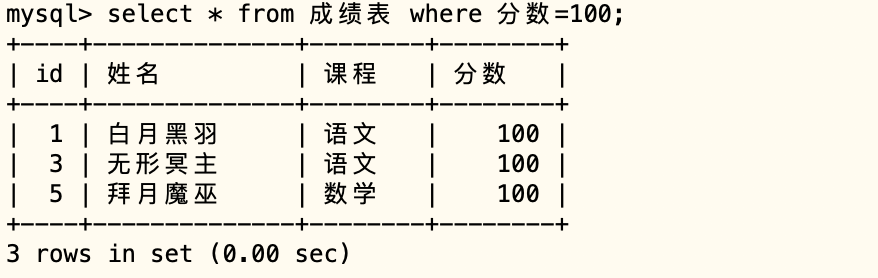 mysql> select * from 成绩表 where 分数=100;
+----+--------------+--------+--------+
| id | 姓名         | 课程   | 分数   |
+----+--------------+--------+--------+
|  1 | 白月黑羽     | 语文   |    100 |
|  3 | 无形冥主     | 语文   |    100 |
|  5 | 拜月魔巫     | 数学   |    100 |
+----+--------------+--------+--------+
3 rows in set (0.00 sec)